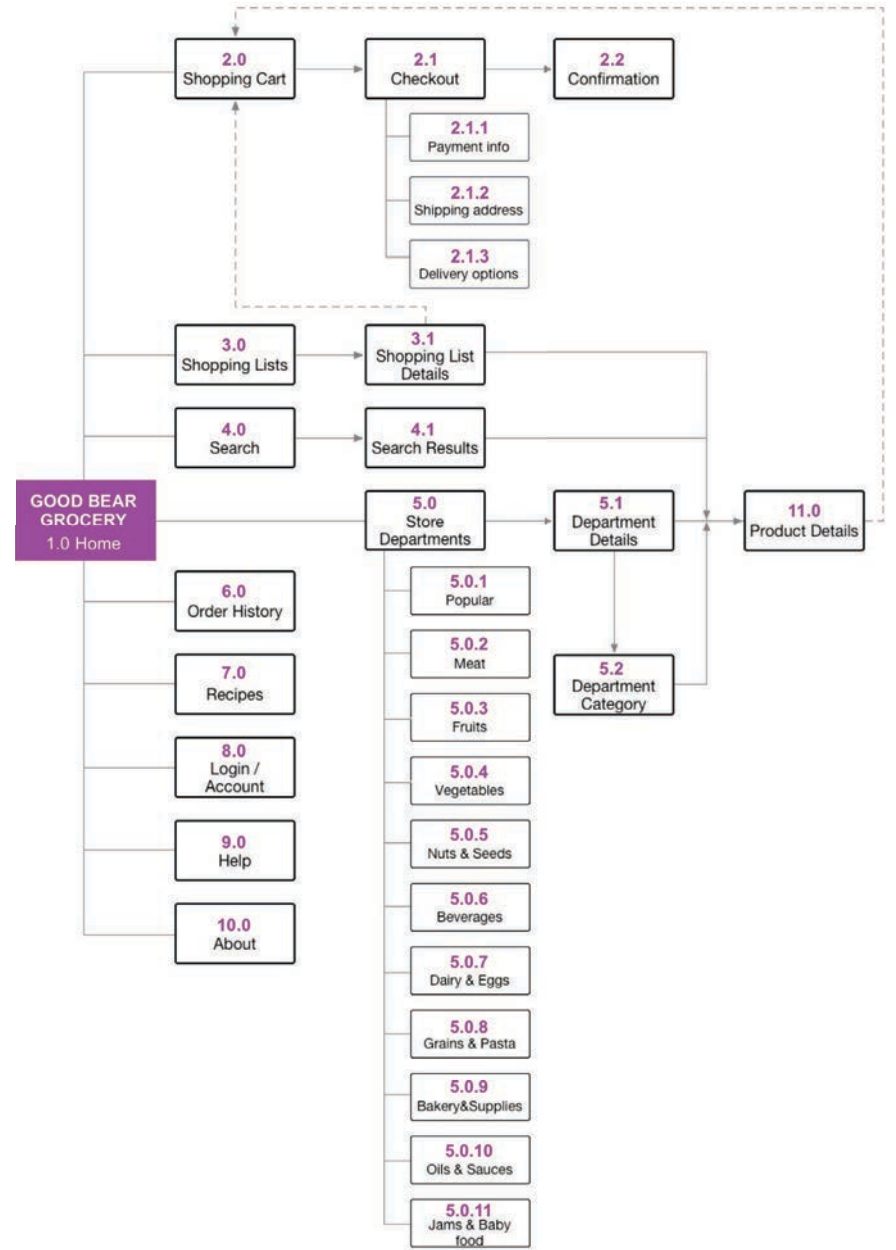 2.0
Shopping Cart
2.1
Checkout
2.2
Confirmation
2.1.1
Payment info
2.1.2
Shipping address
2.1.3
Delivery options
3.0
Shopping Lists
3.1
Shopping List
Details
4.0
Search
4.1
Search Results
GOOD BEAR
GROCERY
1.0 Home
5.0
Store
Departments
5.1
Department
Details
11.0
Product Details
5.2
Department
Category
5.0.1
Popular
5.0.2
Meat
5.0.3
Fruits
5.0.4
Vegetables
5.0.5
Nuts & Seeds
5.0.6
Beverages
5.0.7
Dairy & Eggs
5.0.8
Grains & Pasta
5.0.9
Bakery&Supplies
5.0.10
Oils & Sauces
5.0.11
Jams & Baby
food
6.0
Order History
7.0
Recipes
8.0
Login /
Account
9.0
Help
10.0
About